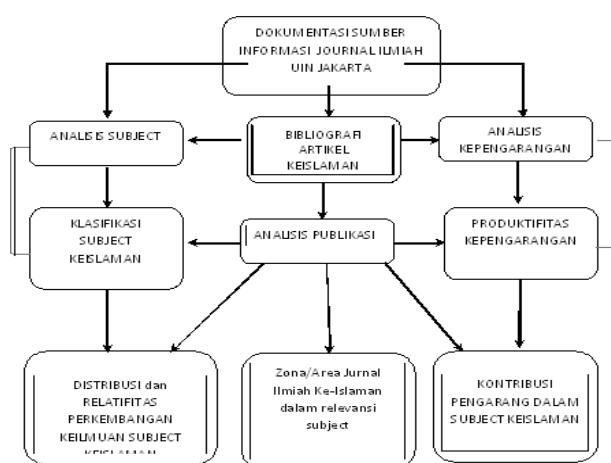 DOKUMENTASI SUMBER
INFORMASI JOURNAL ILMIAH
UIN JAKARTA
ANALISIS SUBJECT
BIBLIOGRAFI
ARTIKEL
KEISLAMAN
ANALISIS
KEPENGARANGAN
KLASIFIKASI
SUBJECT
KEISLAMAN
ANALISIS PUBLIKASI
PRODUKTIFITAS
KEPENGARANGAN
DISTRIBUSI dan
RELATIFITAS
PERKEMBANGAN
KEILMUAN SUBJECT
KEISLAMAN
Zona/Area Jurnal
Ilmiah Ke-Islaman
dalam relevansi
subject
KONTRIBUSI
PENGARANG DALAM
SUBJECT KEISLAMAN